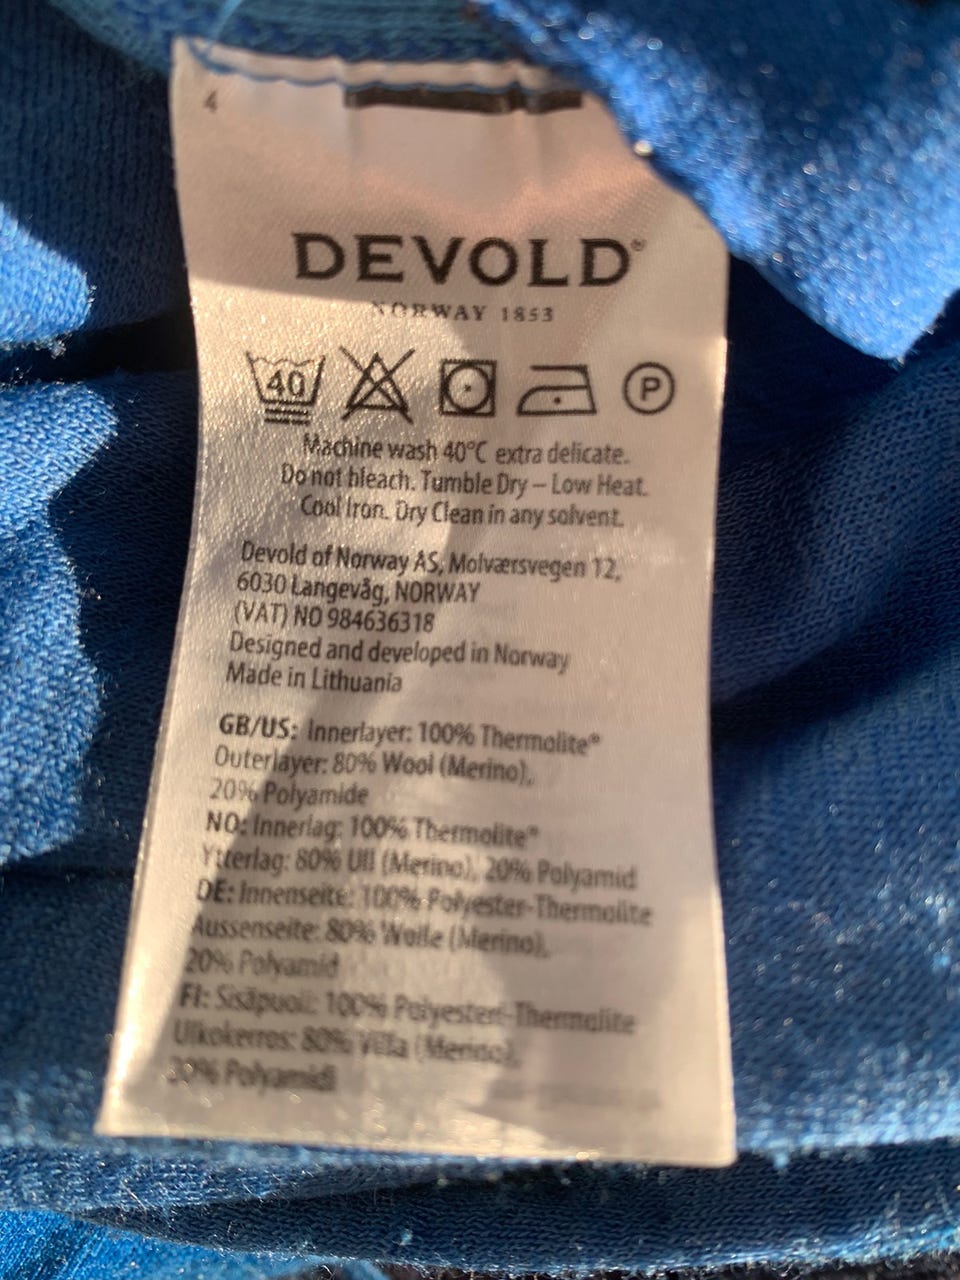 4
DEVOLD®
NORWAY 1853
40
P
Machine wash 40°C extra delicate.
Do not bleach. Tumble Dry – Low Heat.
Cool Iron. Dry Clean in any solvent.
Devold of Norway AS, Molværsvegen 12,
6030 Langevåg, NORWAY
(VAT) NO 984636318
Designed and developed in Norway
Made in Lithuania
GB/US: Innerlayer: 100% Thermolite®
Outerlayer: 80% Wool (Merino),
20% Polyamide
NO: Innerlag: 100% Thermolite®
Ytterlag: 80% Ull (Merino), 20% Polyamid
DE: Innenseite: 100% Polyester-Thermolite
Aussenseite: 80% Wolle (Merino),
20% Polyamid
FI: Sisäpuoli: 100% Polyesteri-Thermolite
Ulkokerros: 80% Villa (Merino),
20% Polyamidi